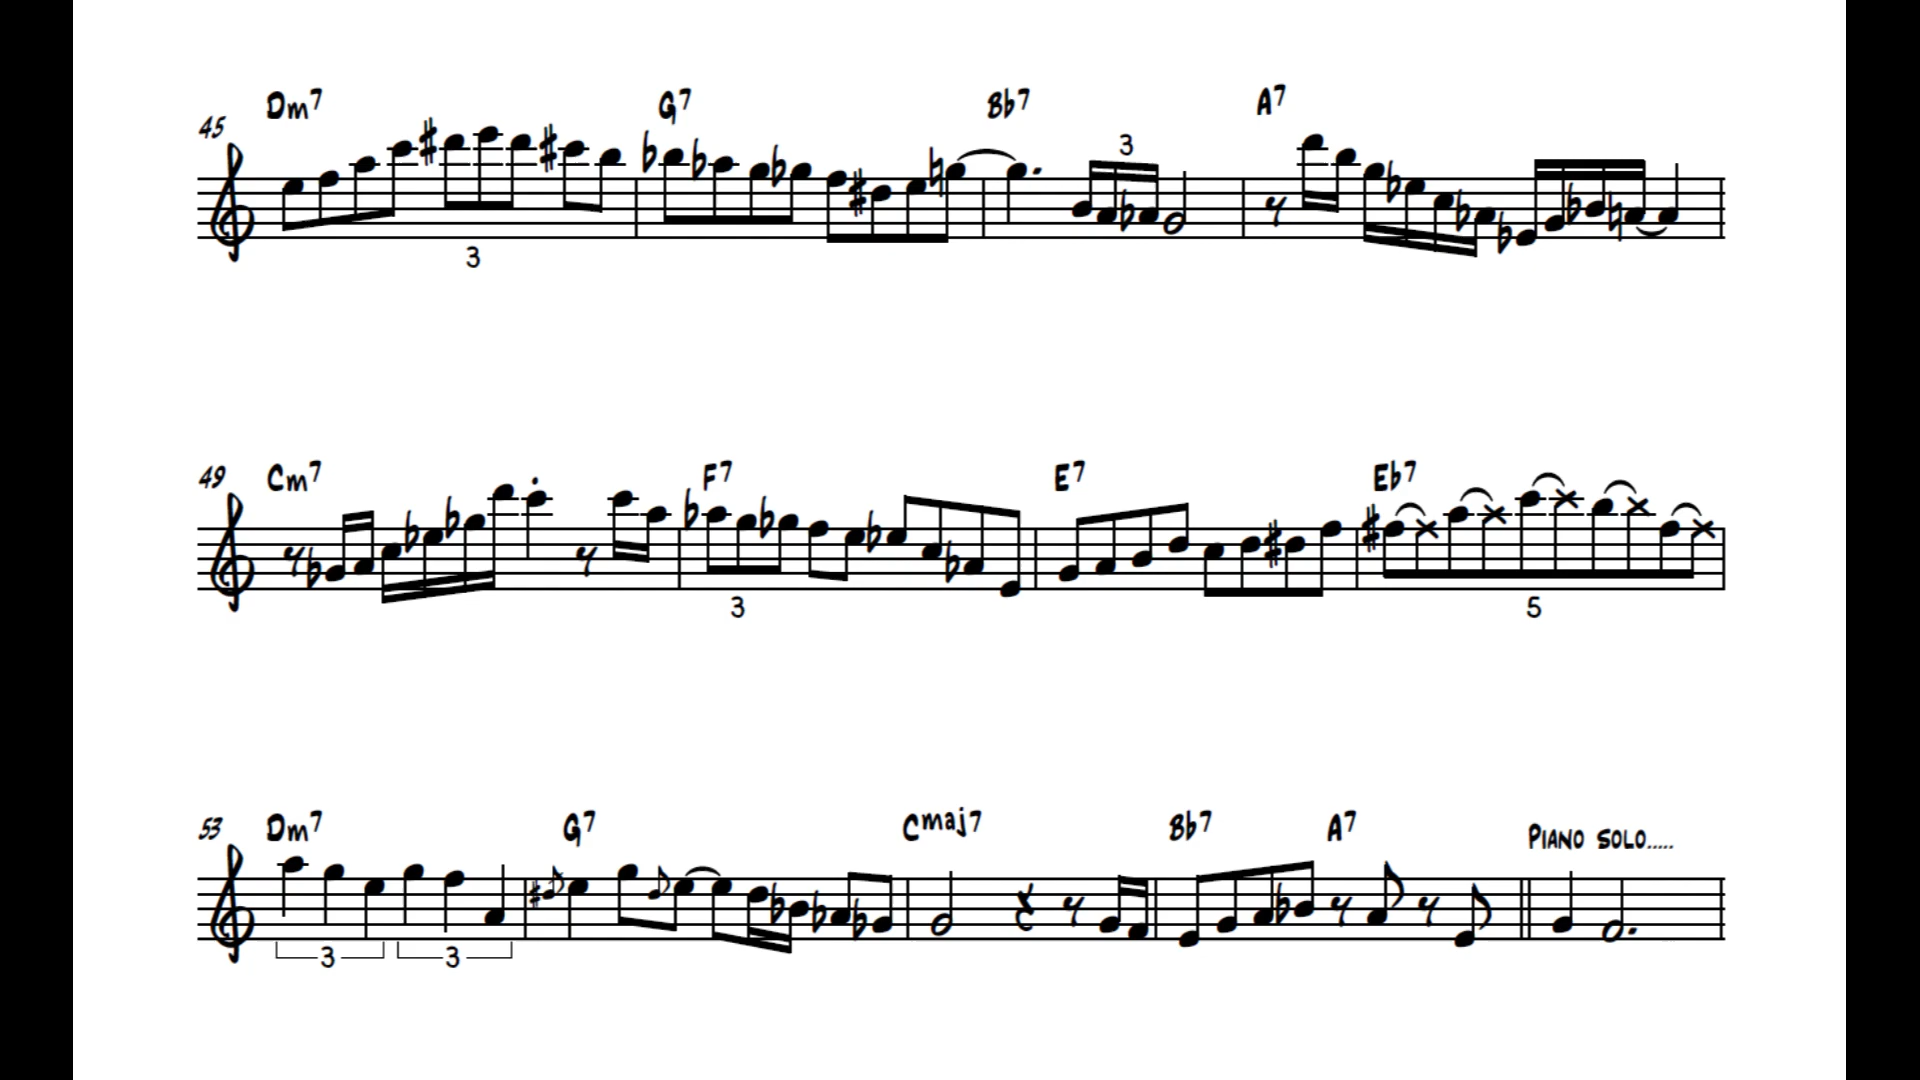 Dm7 G7 Bb7 A7
45
3
3
Cm7 F7 E7 Eb7
49
3 5
Dm7 G7 Cmaj7 Bb7 A7 PIANO SOLO.....
53
3 3